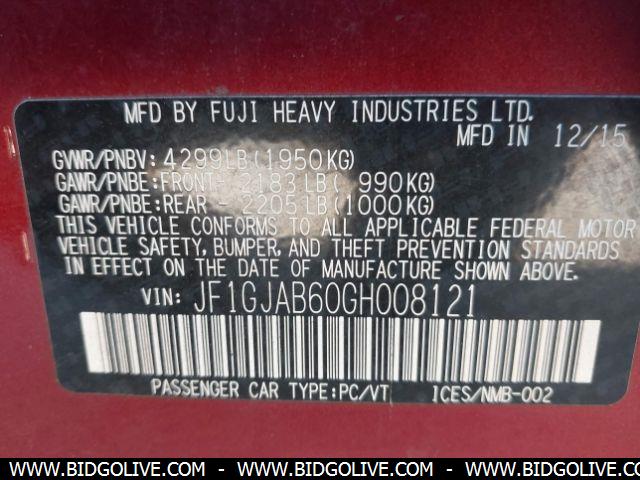 MFD BY FUJI HEAVY INDUSTRIES LTD.
MFD IN 12/15
GVWR/PNBV: 4299LB(1950KG)
GAWR/PNBE:FRONT- 2183LB( 990KG)
GAWR/PNBE:REAR - 2205LB(1000KG)
THIS VEHICLE CONFORMS TO ALL APPLICABLE FEDERAL MOTOR
VEHICLE SAFETY, BUMPER, AND THEFT PREVENTION STANDARDS
IN EFFECT ON THE DATE OF MANUFACTURE SHOWN ABOVE.
VIN: JF1GJAB60GH008121
PASSENGER CAR TYPE:PC/VT ICES/NMB-002
WWW.BIDGOLIVE.COM - WWW.BIDGOLIVE.COM - WWW.BIDGOLIVE.COM